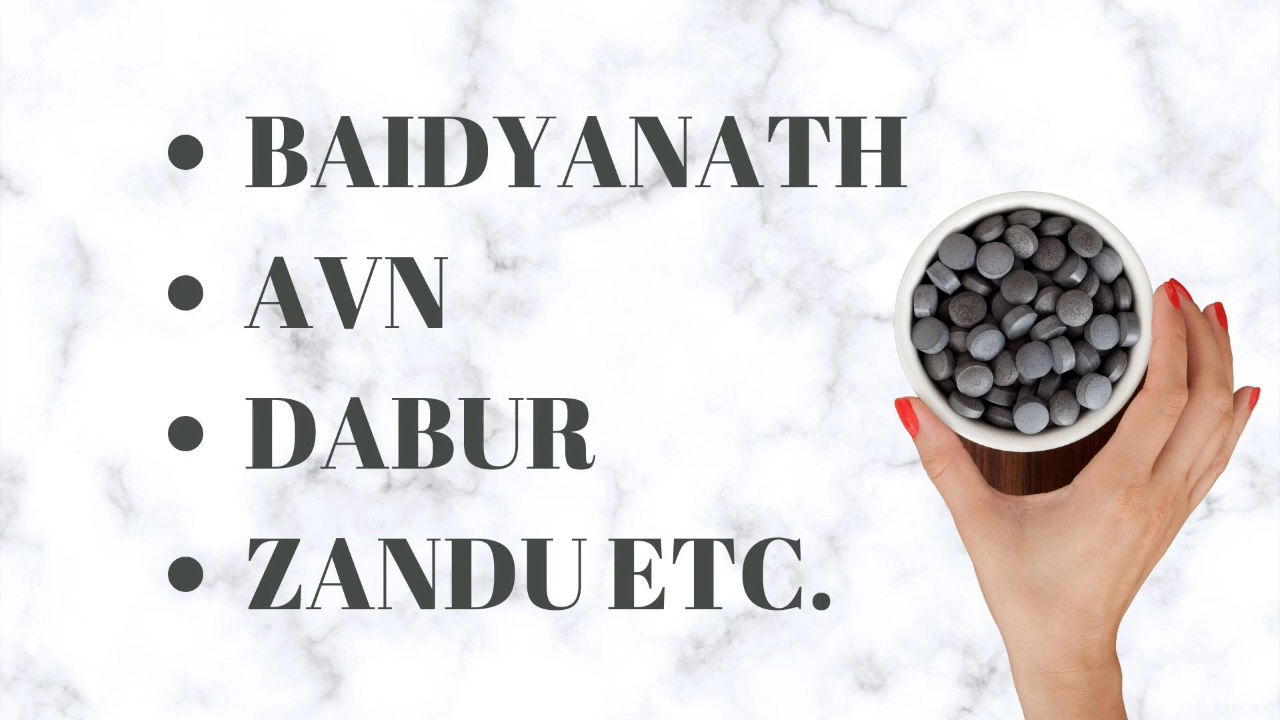 • BAIDYANATH
• AVN
• DABUR
• ZANDU ETC.